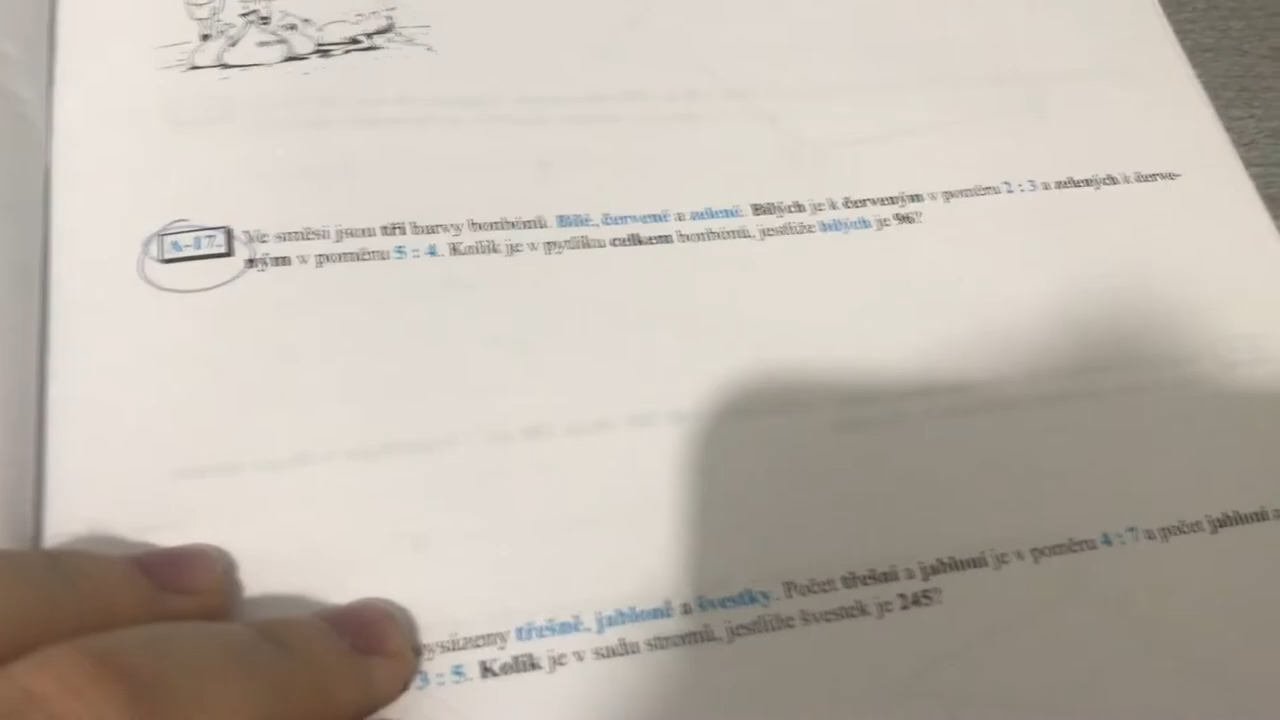 A-17.
Ve směsi jsou tři barvy bonbónů. Bílé, červené a zelené. Bílých je k červeným v poměru 2 : 3 a zelených k červe-
ným v poměru 5 : 4. Kolik je v pytlíku celkem bonbónů, jestliže bílých je 96?
vysázeny třešně, jabloně a švestky. Počet třešní a jabloní je v poměru 4 : 7 a počet jabloní a
3 : 5. Kolik je v sadu stromů, jestliže švestek je 245?